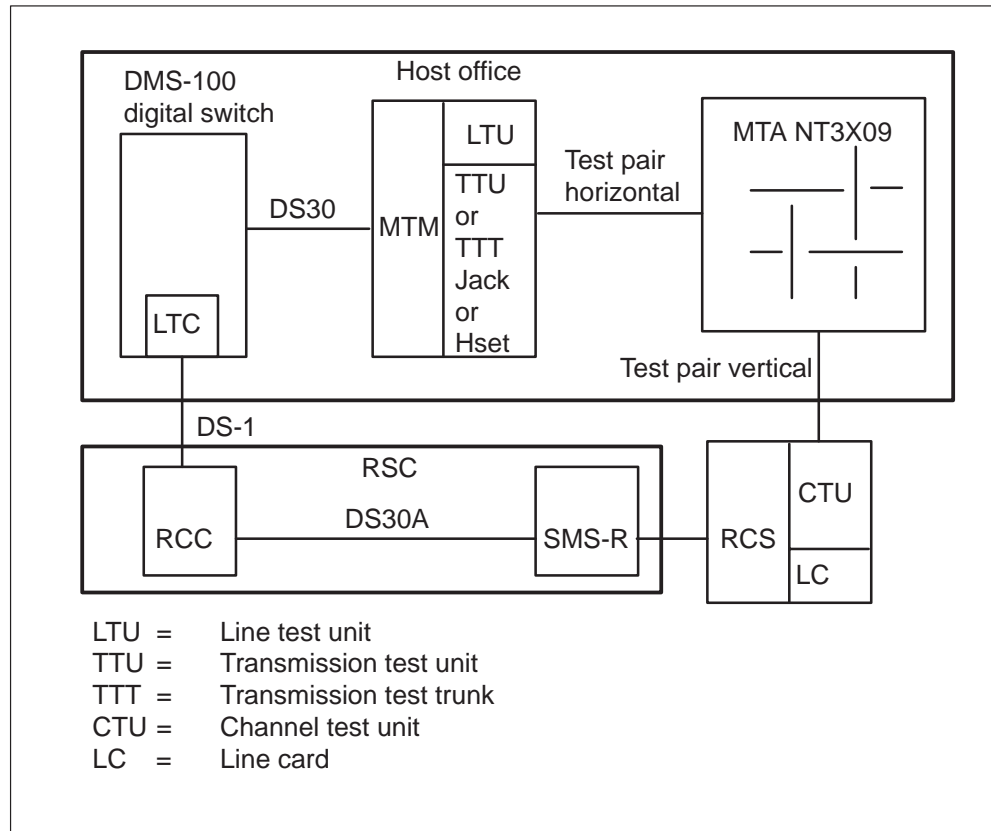 Host office
DMS-100
digital switch
LTC
DS30
MTM
LTU
TTU
or
TTT
Jack
or
Hset
Test pair
horizontal
MTA NT3X09
Test pair vertical
DS-1
RSC
RCC
DS30A
SMS-R
RCS
CTU
LC
LTU = Line test unit
TTU = Transmission test unit
TTT = Transmission test trunk
CTU = Channel test unit
LC = Line card